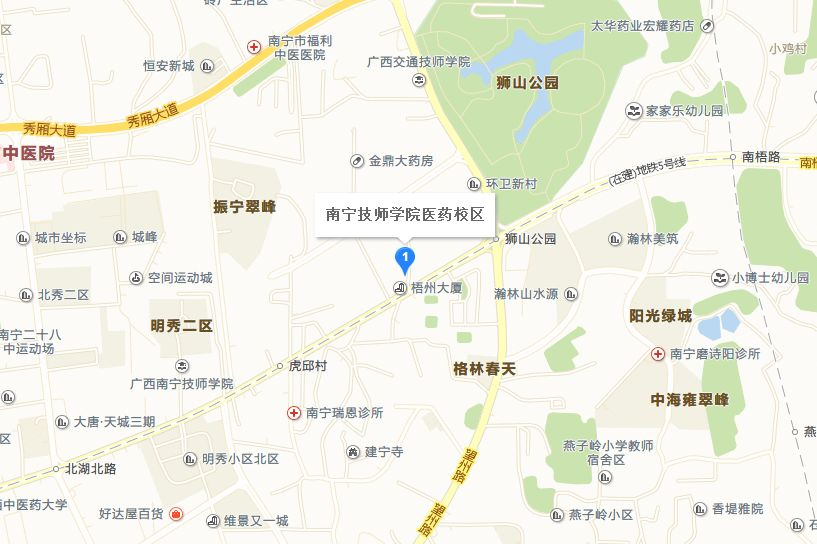 太华药业宏耀药店
南宁市福利
中医医院
小鸡村
恒安新城
广西交通技师学院
狮山公园
家家乐幼儿园
秀厢大道
秀厢大道
中医院
金鼎大药房
南梧路
南梧
(在建)地铁5号线
环卫新村
振宁翠峰
南宁技师学院医药校区
城市坐标
城峰
狮山公园
瀚林美筑
1
空间运动城
小博士幼儿园
梧州大厦
瀚林山水源
北秀二区
阳光绿城
明秀二区
南宁二十八
中运动场
南宁磨诗阳诊所
虎邱村
格林春天
广西南宁技师学院
中海雍翠峰
南宁瑞恩诊所
大唐·天城三期
燕
燕子岭小学教师
宿舍区
建宁寺
明秀小区北区
望州路
北湖北路
中医药大学
好达屋百货
维景又一城
望州路
燕子岭小区
香堤雅院